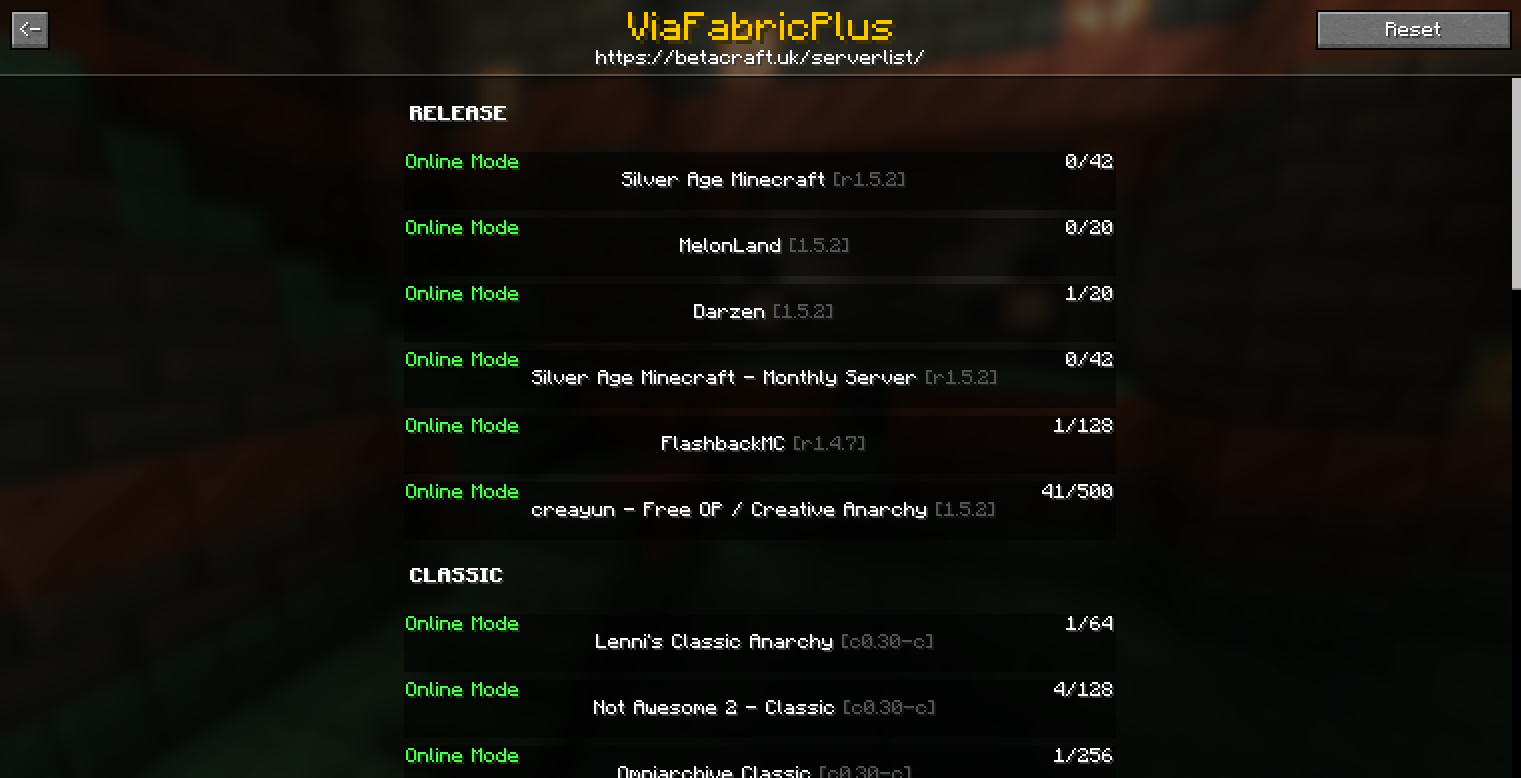 <-
ViaFabricPlus
Reset
https://betacraft.uk/serverlist/
RELEASE
Online Mode
0/42
Silver Age Minecraft [r1.5.2]
Online Mode
0/20
MelonLand [1.5.2]
Online Mode
1/20
Darzen [1.5.2]
Online Mode
0/42
Silver Age Minecraft - Monthly Server [r1.5.2]
Online Mode
1/128
FlashbackMC [r1.4.7]
Online Mode
41/500
creayun - Free OP / Creative Anarchy [1.5.2]
CLASSIC
Online Mode
1/64
Lenni's Classic Anarchy [c0.30-c]
Online Mode
4/128
Not Awesome 2 - Classic [c0.30-c]
Online Mode
1/256
Omniarchive Classic [c0.30-c]